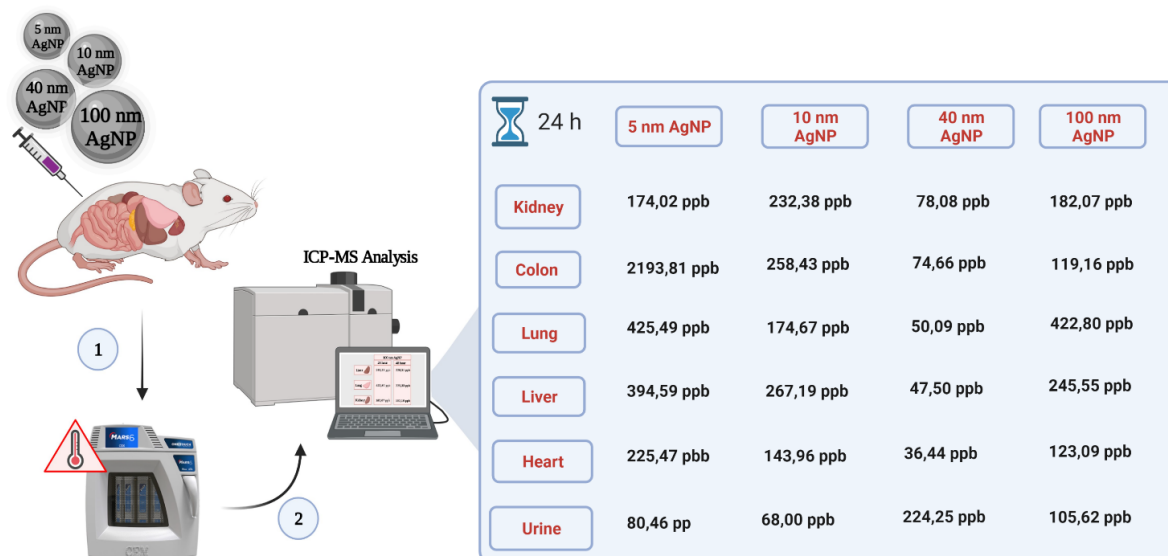 5 nm
AgNP
10 nm
AgNP
40 nm
AgNP
100 nm
AgNP
ICP-MS Analysis
1
2
MARS 6
24 h
5 nm AgNP
10 nm
AgNP
40 nm
AgNP
100 nm
AgNP
Kidney 174,02 ppb 232,38 ppb 78,08 ppb 182,07 ppb
Colon 2193,81 ppb 258,43 ppb 74,66 ppb 119,16 ppb
Lung 425,49 ppb 174,67 ppb 50,09 ppb 422,80 ppb
Liver 394,59 ppb 267,19 ppb 47,50 ppb 245,55 ppb
Heart 225,47 pbb 143,96 ppb 36,44 ppb 123,09 ppb
Urine 80,46 pp 68,00 ppb 224,25 ppb 105,62 ppb